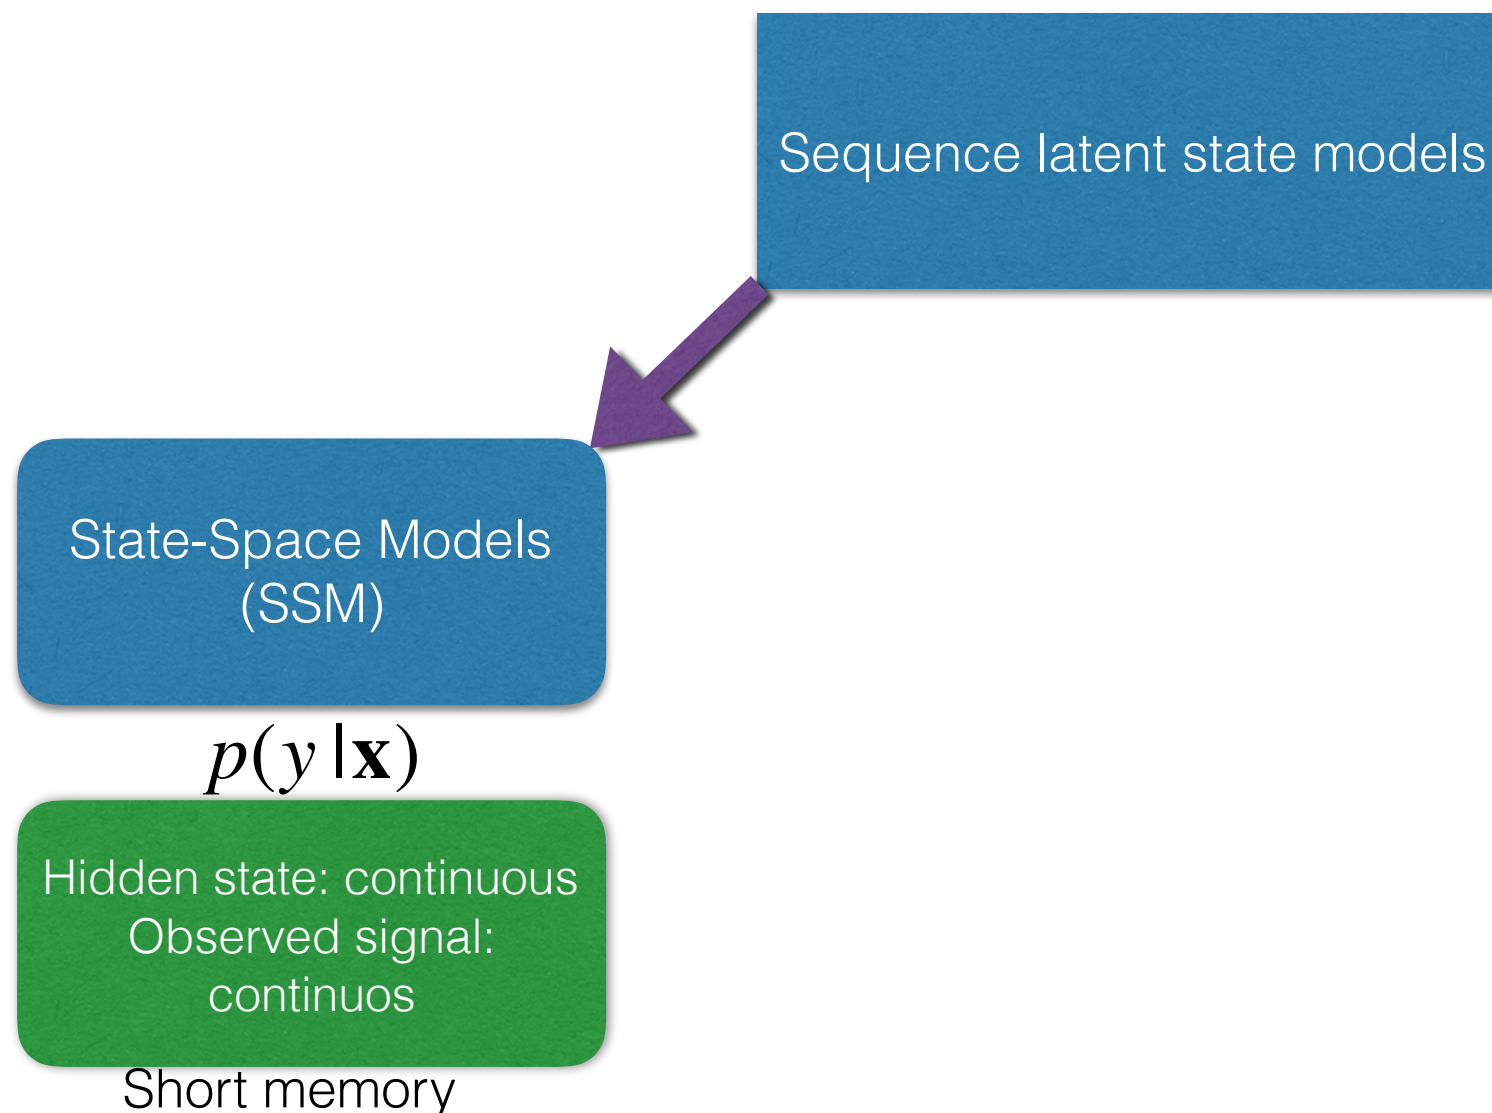 Sequence latent state models
State-Space Models
(SSM)
p(y|x)
Hidden state: continuous
Observed signal:
continuos
Short memory